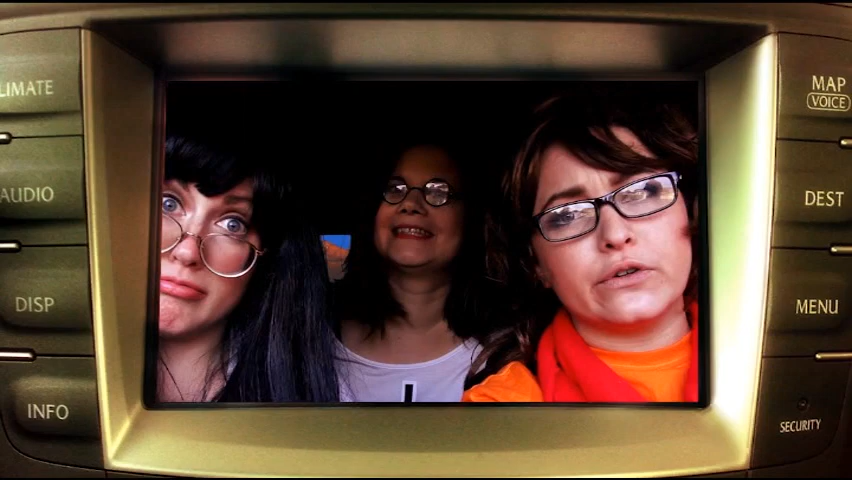 LIMATE
AUDIO
DISP
INFO
MAP
VOICE
DEST
MENU
SECURITY